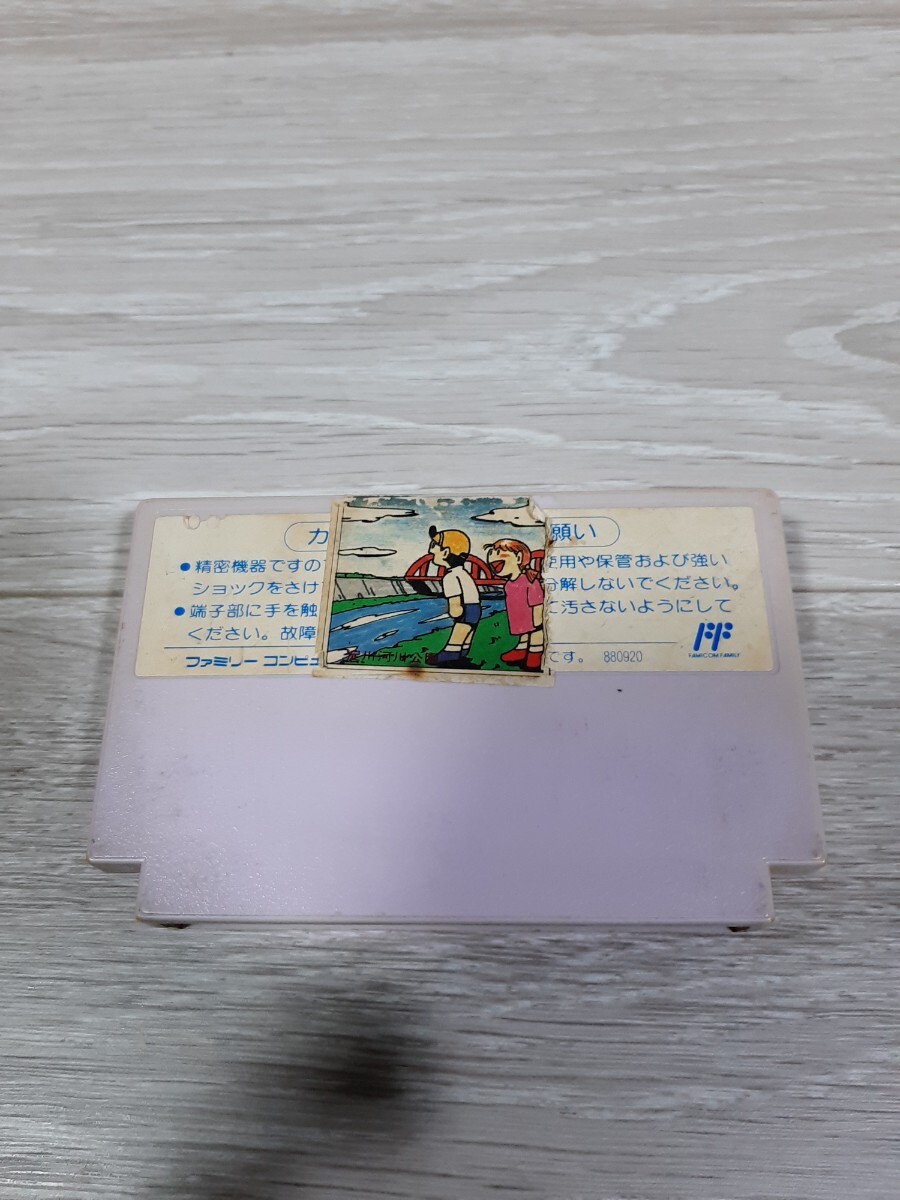 カ 願い
●精密機器ですの 使用や保管および強い
ショックをさけ 分解しないでください。
●端子部に手を触 に汚さないようにして
ください。故障
ファミリー コンピュ です。 880920
FAMICOM FAMILY
河川公